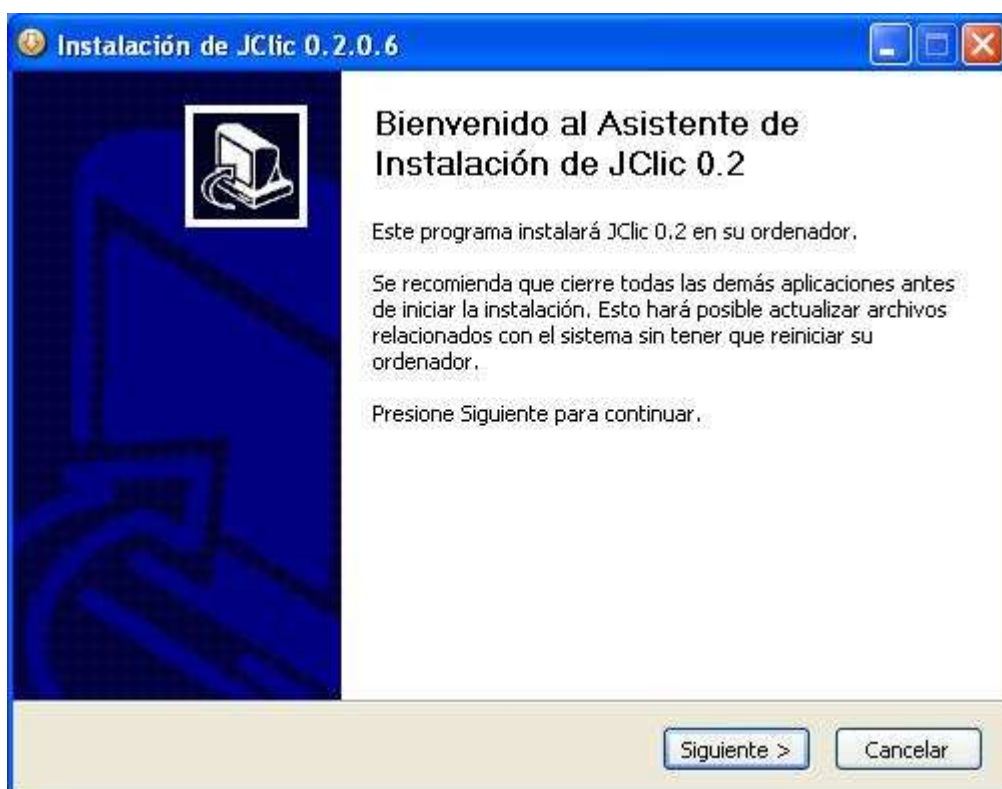 Instalación de JClic 0.2.0.6
Bienvenido al Asistente de
Instalación de JClic 0.2
Este programa instalará JClic 0.2 en su ordenador.
Se recomienda que cierre todas las demás aplicaciones antes
de iniciar la instalación. Esto hará posible actualizar archivos
relacionados con el sistema sin tener que reiniciar su
ordenador.
Presione Siguiente para continuar.
Siguiente >
Cancelar